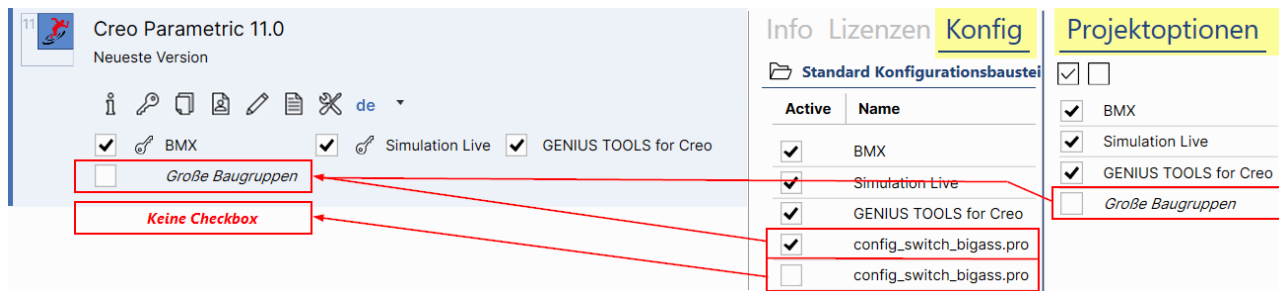 11
Creo Parametric 11.0
Neueste Version
de
BMX
Simulation Live
GENIUS TOOLS for Creo
Große Baugruppen
Keine Checkbox
Info Lizenzen Konfig
Standard Konfigurationsbaustei
Active Name
BMX
Simulation Live
GENIUS TOOLS for Creo
config_switch_bigass.pro
config_switch_bigass.pro
Projektoptionen
BMX
Simulation Live
GENIUS TOOLS for Creo
Große Baugruppen